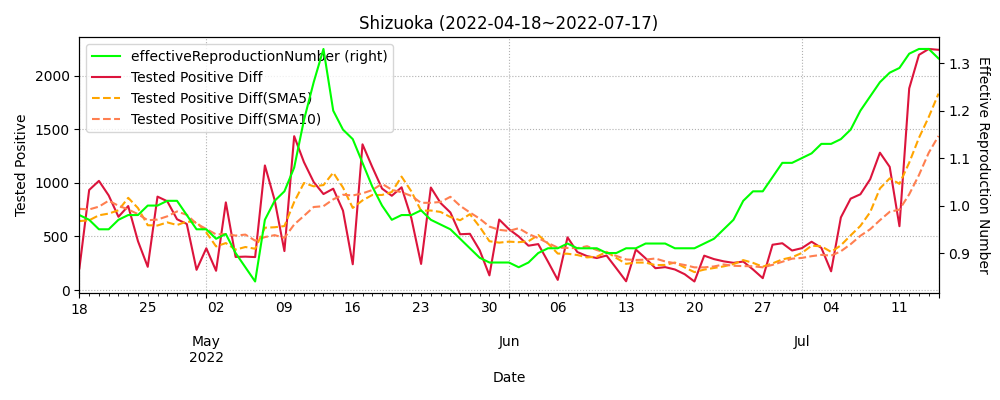 Shizuoka (2022-04-18~2022-07-17)
effectiveReproductionNumber (right)
Tested Positive Diff
Tested Positive Diff(SMA5)
Tested Positive Diff(SMA10)
Tested Positive
2000
1500
1000
500
0
Effective Reproduction Number
1.3
1.2
1.1
1.0
0.9
18 25 02 09 16 23 30 06 13 20 27 04 11
May Jun Jul
2022
Date